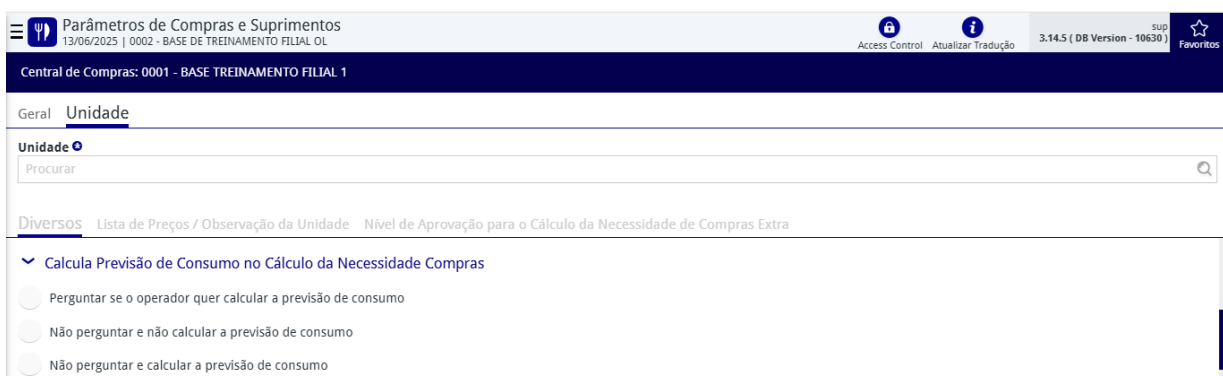 Parâmetros de Compras e Suprimentos
13/06/2025 | 0002 - BASE DE TREINAMENTO FILIAL OL
Access Control
Atualizar Tradução
sup
3.14.5 ( DB Version - 10630 )
Favoritos
Central de Compras: 0001 - BASE TREINAMENTO FILIAL 1
Geral Unidade
Unidade
Procurar
Diversos Lista de Preços / Observação da Unidade Nível de Aprovação para o Cálculo da Necessidade de Compras Extra
Calcula Previsão de Consumo no Cálculo da Necessidade Compras
Perguntar se o operador quer calcular a previsão de consumo
Não perguntar e não calcular a previsão de consumo
Não perguntar e calcular a previsão de consumo